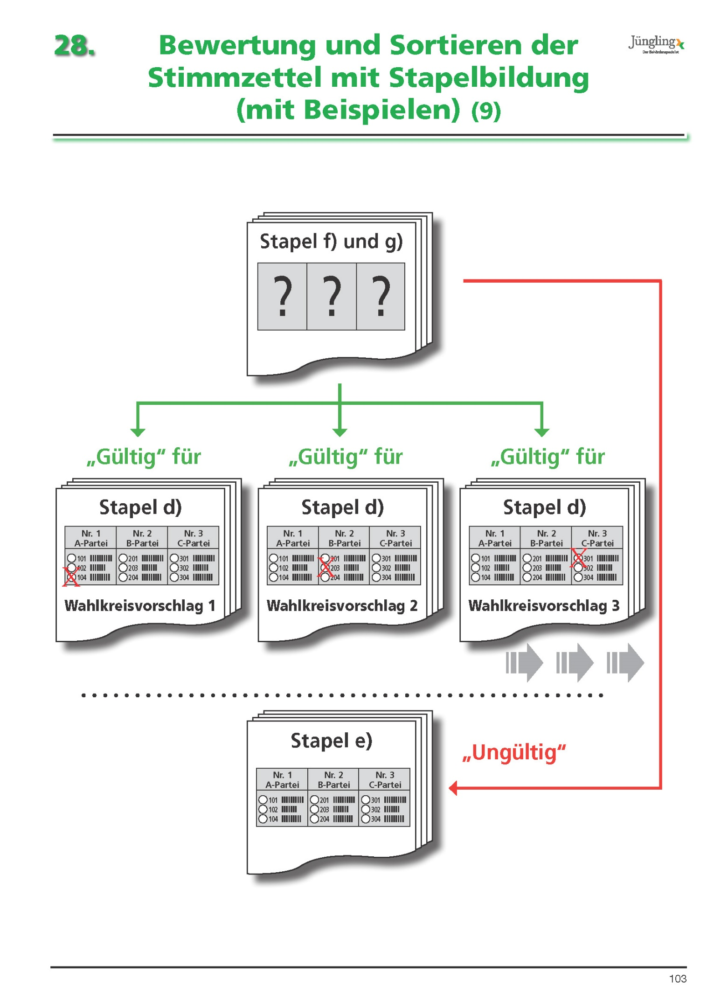 28.
Bewertung und Sortieren der
Stimmzettel mit Stapelbildung
(mit Beispielen) (9)
Jüngling
Der Behördenspezialist
Stapel f) und g)
? ? ?
„Gültig“ für
„Gültig“ für
„Gültig“ für
Stapel d)
Nr. 1 Nr. 2 Nr. 3
A-Partei B-Partei C-Partei
101 201 301
102 203 302
104 204 304
Wahlkreisvorschlag 1
Stapel d)
Nr. 1 Nr. 2 Nr. 3
A-Partei B-Partei C-Partei
101 201 301
102 203 302
104 204 304
Wahlkreisvorschlag 2
Stapel d)
Nr. 1 Nr. 2 Nr. 3
A-Partei B-Partei C-Partei
101 201 301
102 203 302
104 204 304
Wahlkreisvorschlag 3
Stapel e)
Nr. 1 Nr. 2 Nr. 3
A-Partei B-Partei C-Partei
101 201 301
102 203 302
104 204 304
„Ungültig“
103